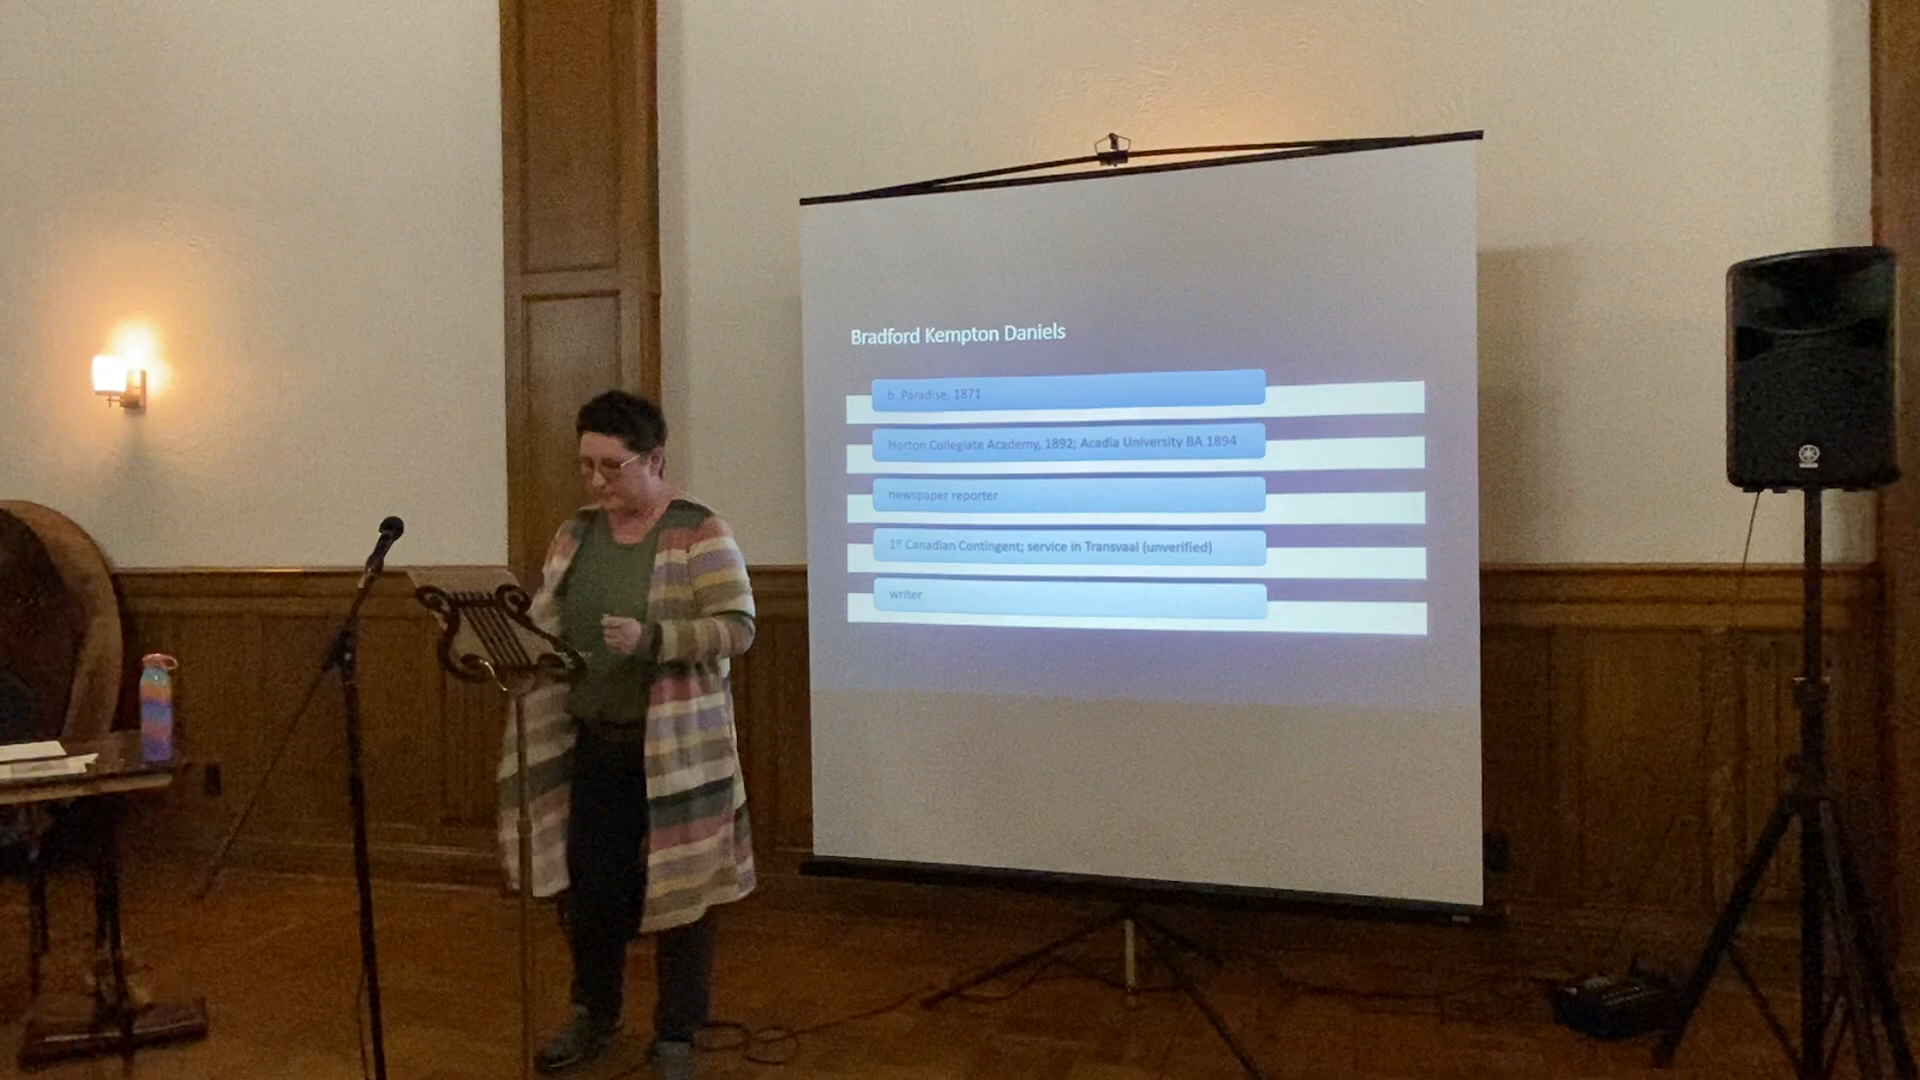 Bradford Kempton Daniels
b. Paradise, 1871
Horton Collegiate Academy, 1892; Acadia University BA 1894
newspaper reporter
1st Canadian Contingent; service in Transvaal (unverified)
writer